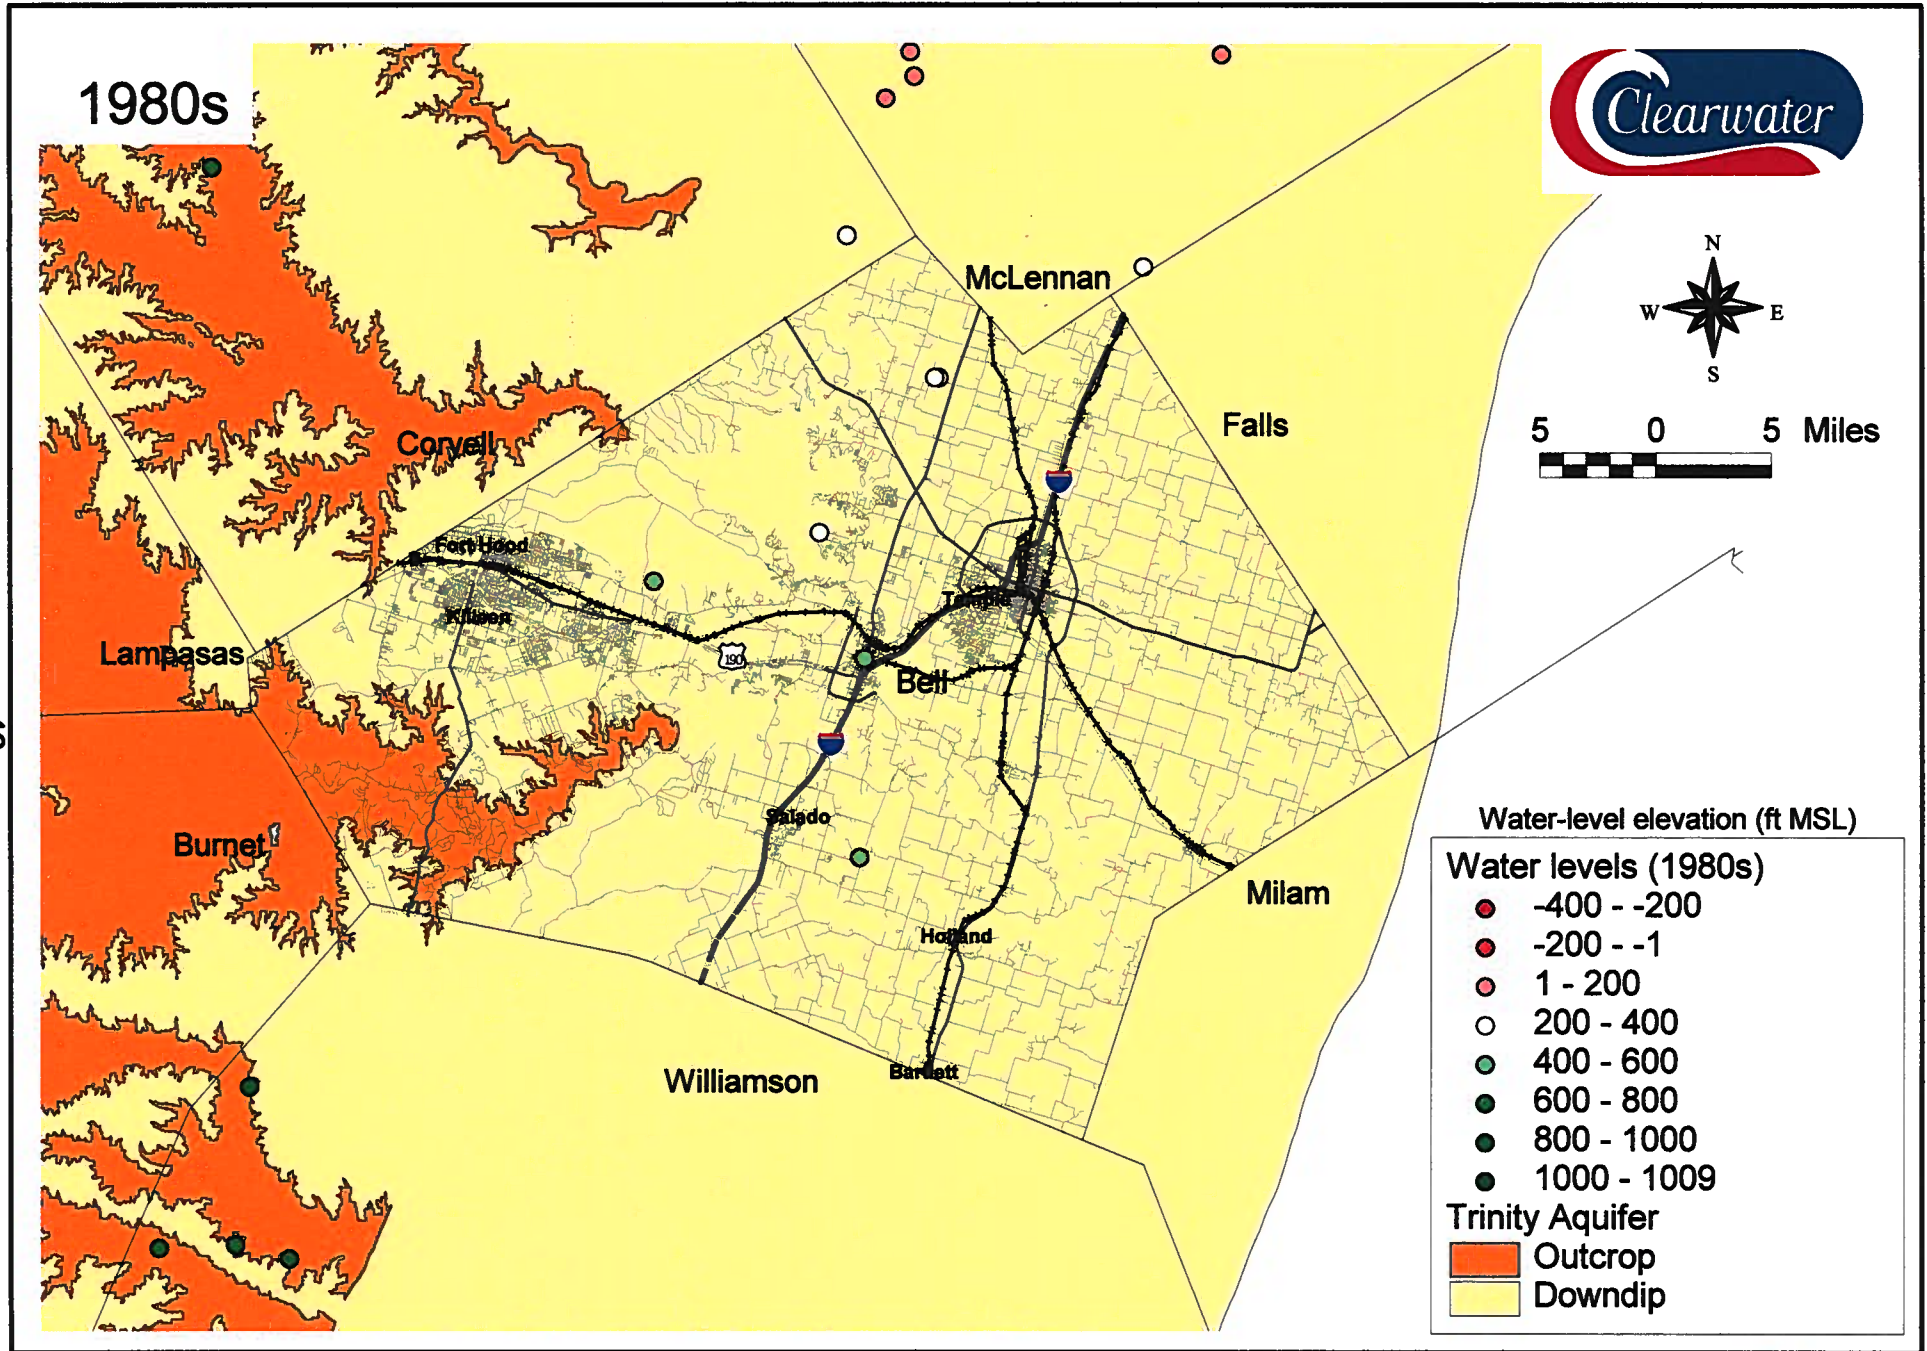 1980s
Clearwater
N
W E
S
McLennan
Falls
5 0 5 Miles
Coryell
Fort Hood
Killeen
Temple
Lampasas
190
Bell
Salado
Burnet
Milam
Holland
Williamson
Bartlett
Water-level elevation (ft MSL)
Water levels (1980s)
-400 - -200
-200 - -1
1 - 200
200 - 400
400 - 600
600 - 800
800 - 1000
1000 - 1009
Trinity Aquifer
Outcrop
Downdip